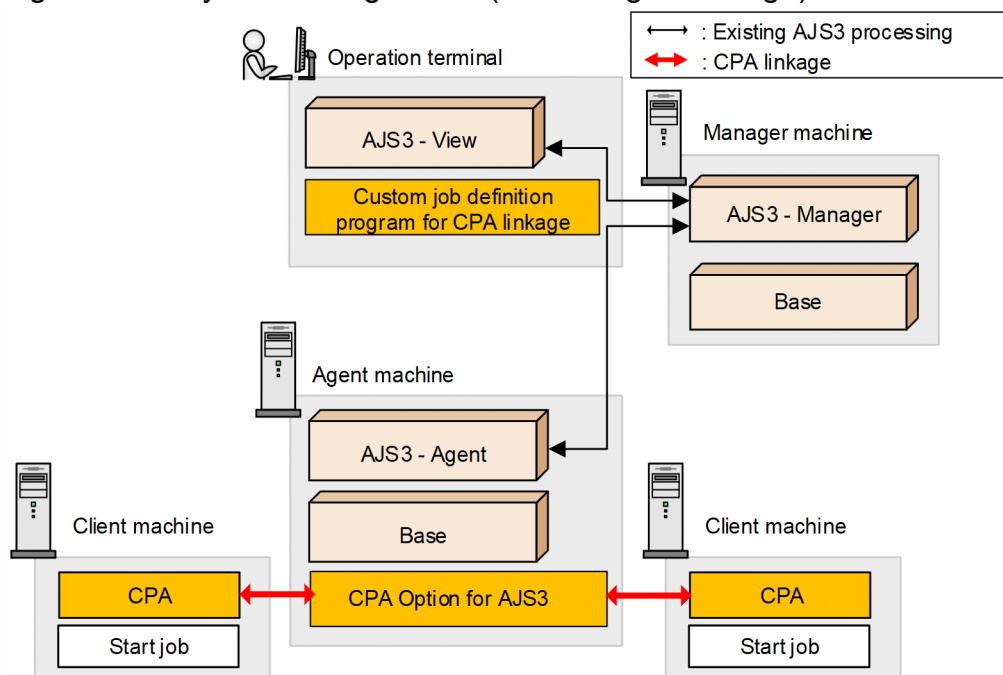 : Existing AJS3 processing
: CPA linkage
Operation terminal
AJS3 - View
Custom job definition
program for CPA linkage
Manager machine
AJS3 - Manager
Base
Agent machine
AJS3 - Agent
Base
CPA Option for AJS3
Client machine
CPA
Start job
Client machine
CPA
Start job